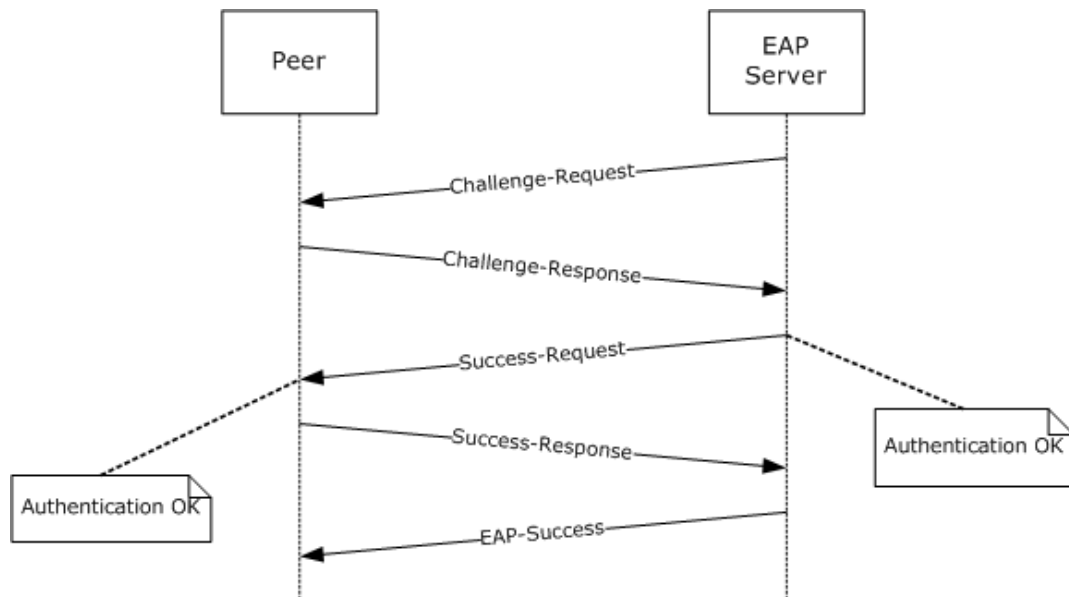 Peer
EAP
Server
Challenge-Request
Challenge-Response
Success-Request
Authentication OK
Success-Response
Authentication OK
EAP-Success